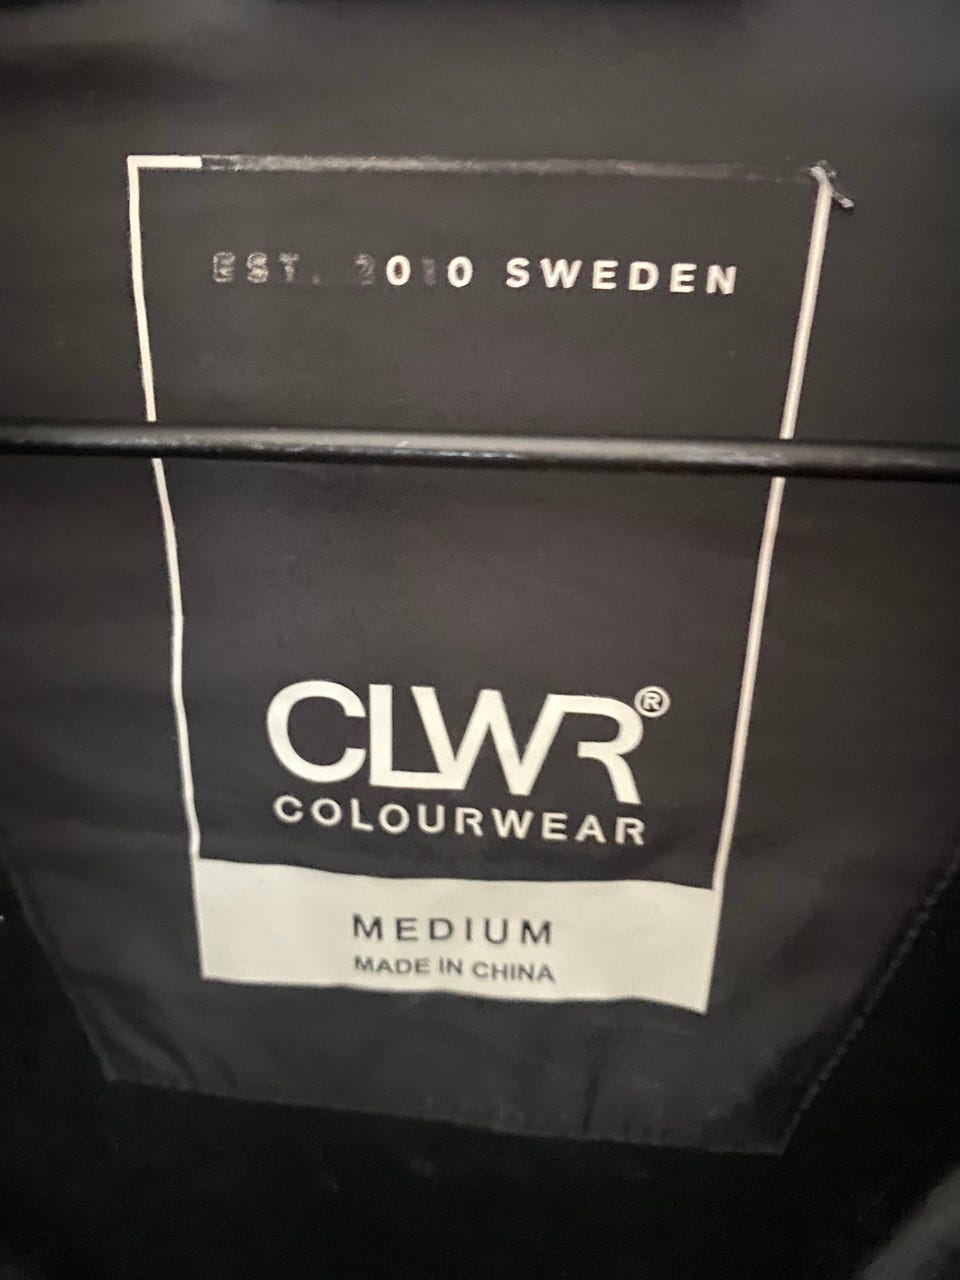 EST. 2010 SWEDEN
CLWR®
COLOURWEAR
MEDIUM
MADE IN CHINA